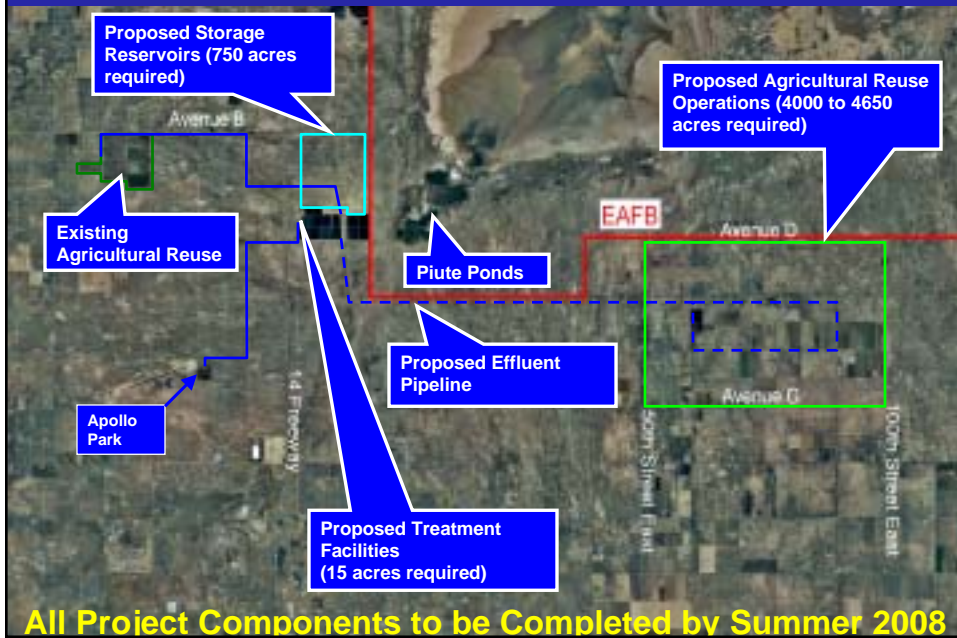 Proposed Storage
Reservoirs (750 acres
required)
Proposed Agricultural Reuse
Operations (4000 to 4650
acres required)
Avenue B
Existing
Agricultural Reuse
EAFB
Avenue D
Piute Ponds
Proposed Effluent
Pipeline
14 Freeway
Avenue G
Apollo
Park
50th Street East
100th Street East
Proposed Treatment
Facilities
(15 acres required)
All Project Components to be Completed by Summer 2008